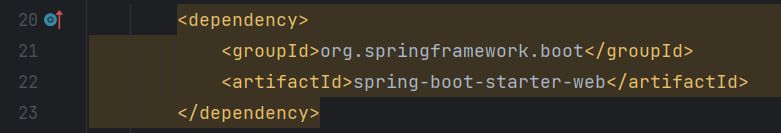 20 <dependency>
21 <groupId>org.springframework.boot</groupId>
22 <artifactId>spring-boot-starter-web</artifactId>
23 </dependency>